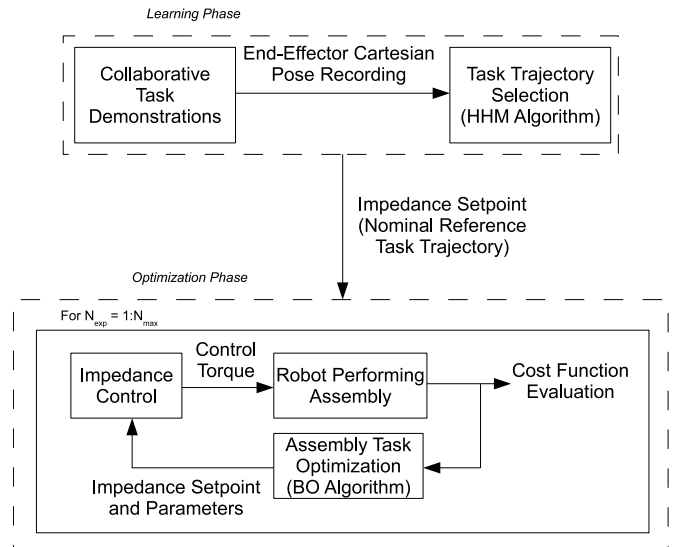 Learning Phase
Collaborative
Task
Demonstrations
End-Effector Cartesian
Pose Recording
Task Trajectory
Selection
(HHM Algorithm)
Impedance Setpoint
(Nominal Reference
Task Trajectory)
Optimization Phase
For Nexp = 1:Nmax
Impedance
Control
Control
Torque
Robot Performing
Assembly
Cost Function
Evaluation
Assembly Task
Optimization
(BO Algorithm)
Impedance Setpoint
and Parameters